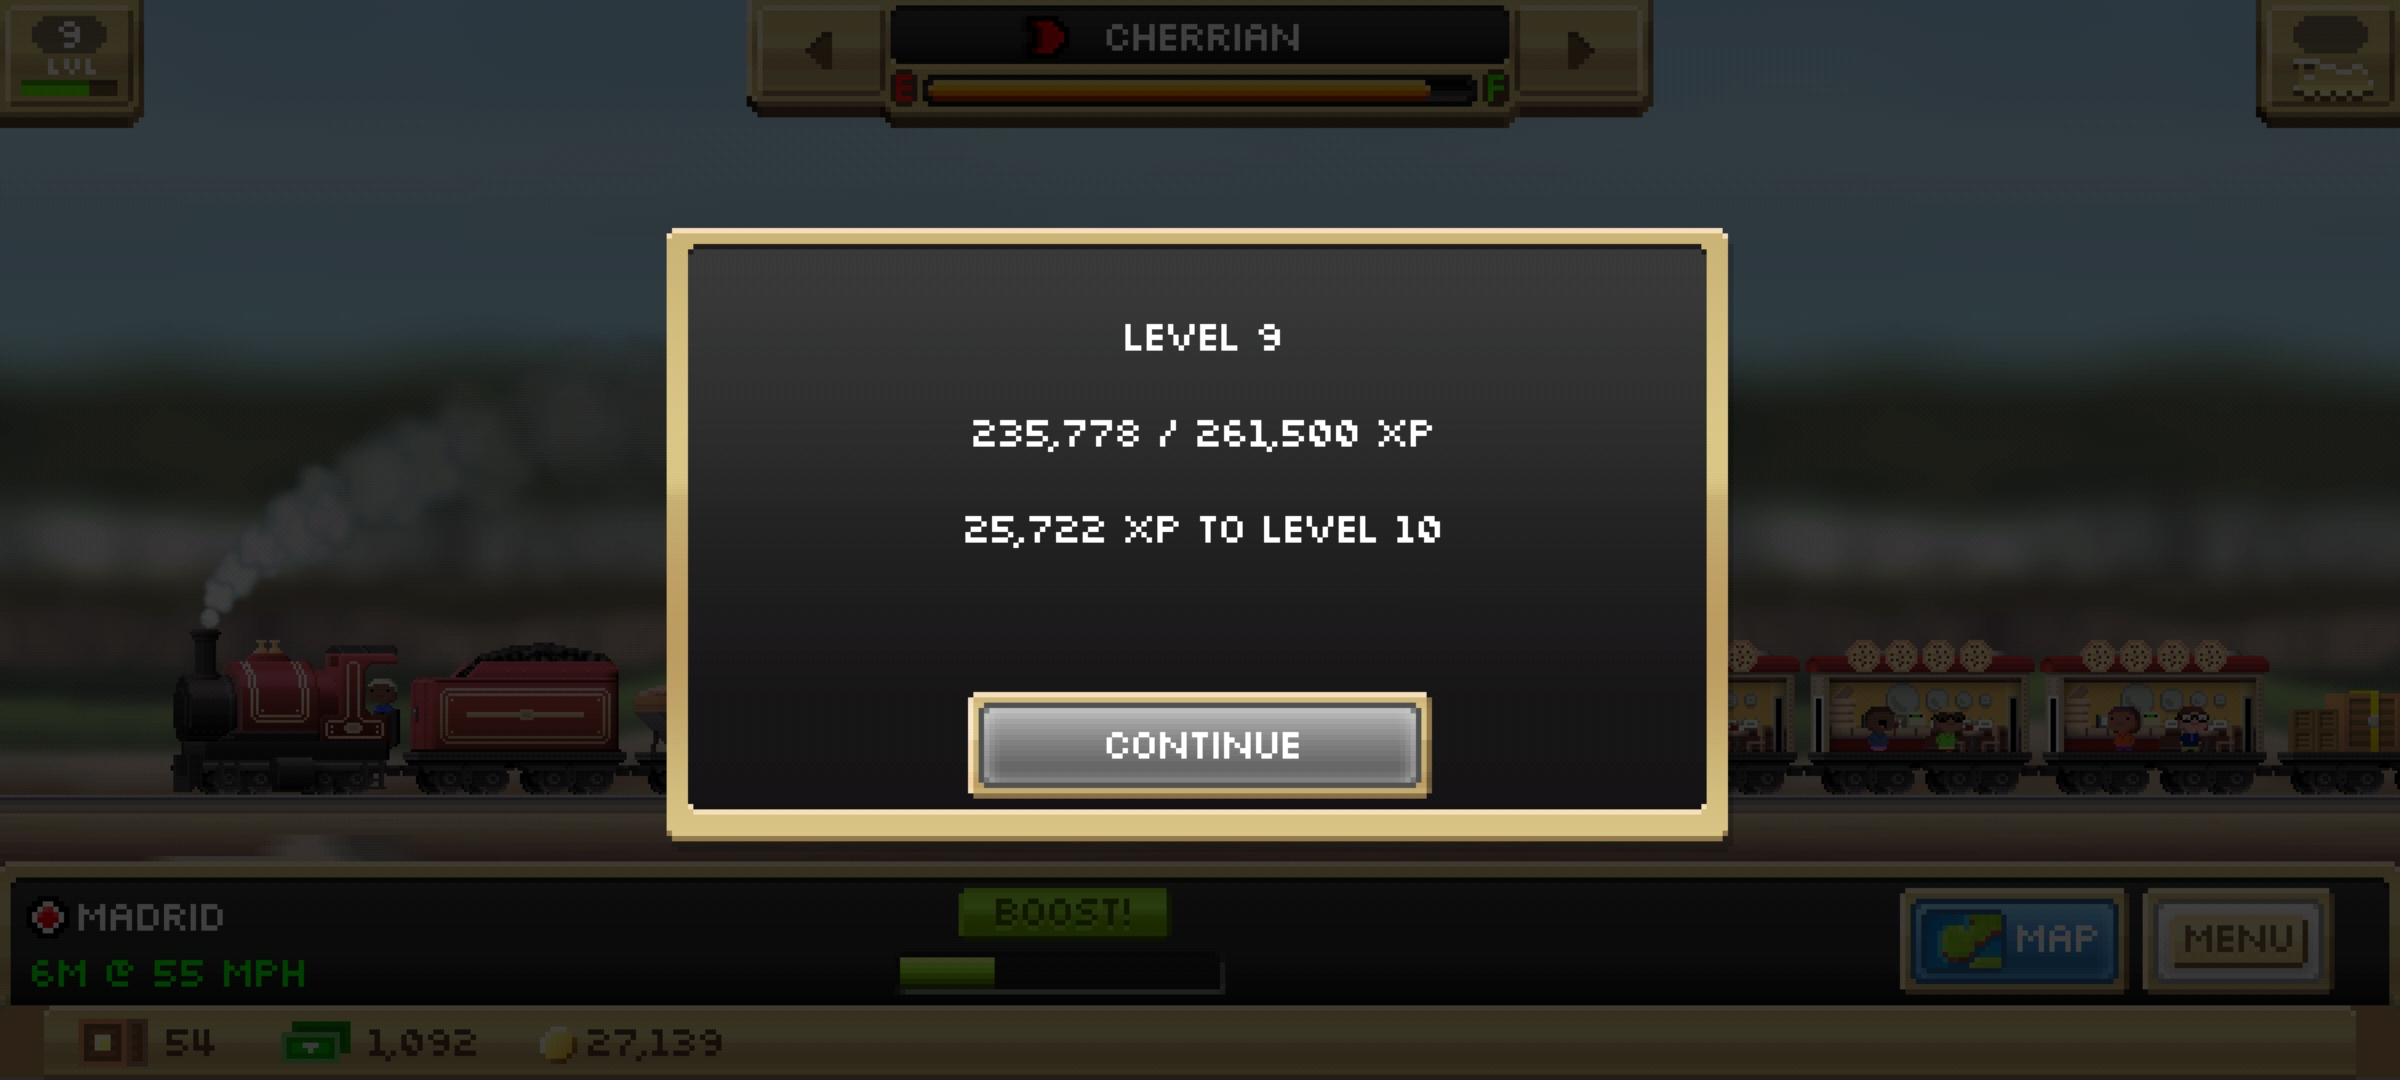 9
LVL
CHERRIAN
E F
LEVEL 9
235,778 / 261,500 XP
25,722 XP TO LEVEL 10
CONTINUE
MADRID
6M @ 55 MPH
BOOST!
MAP
MENU
54
1,092
27,139